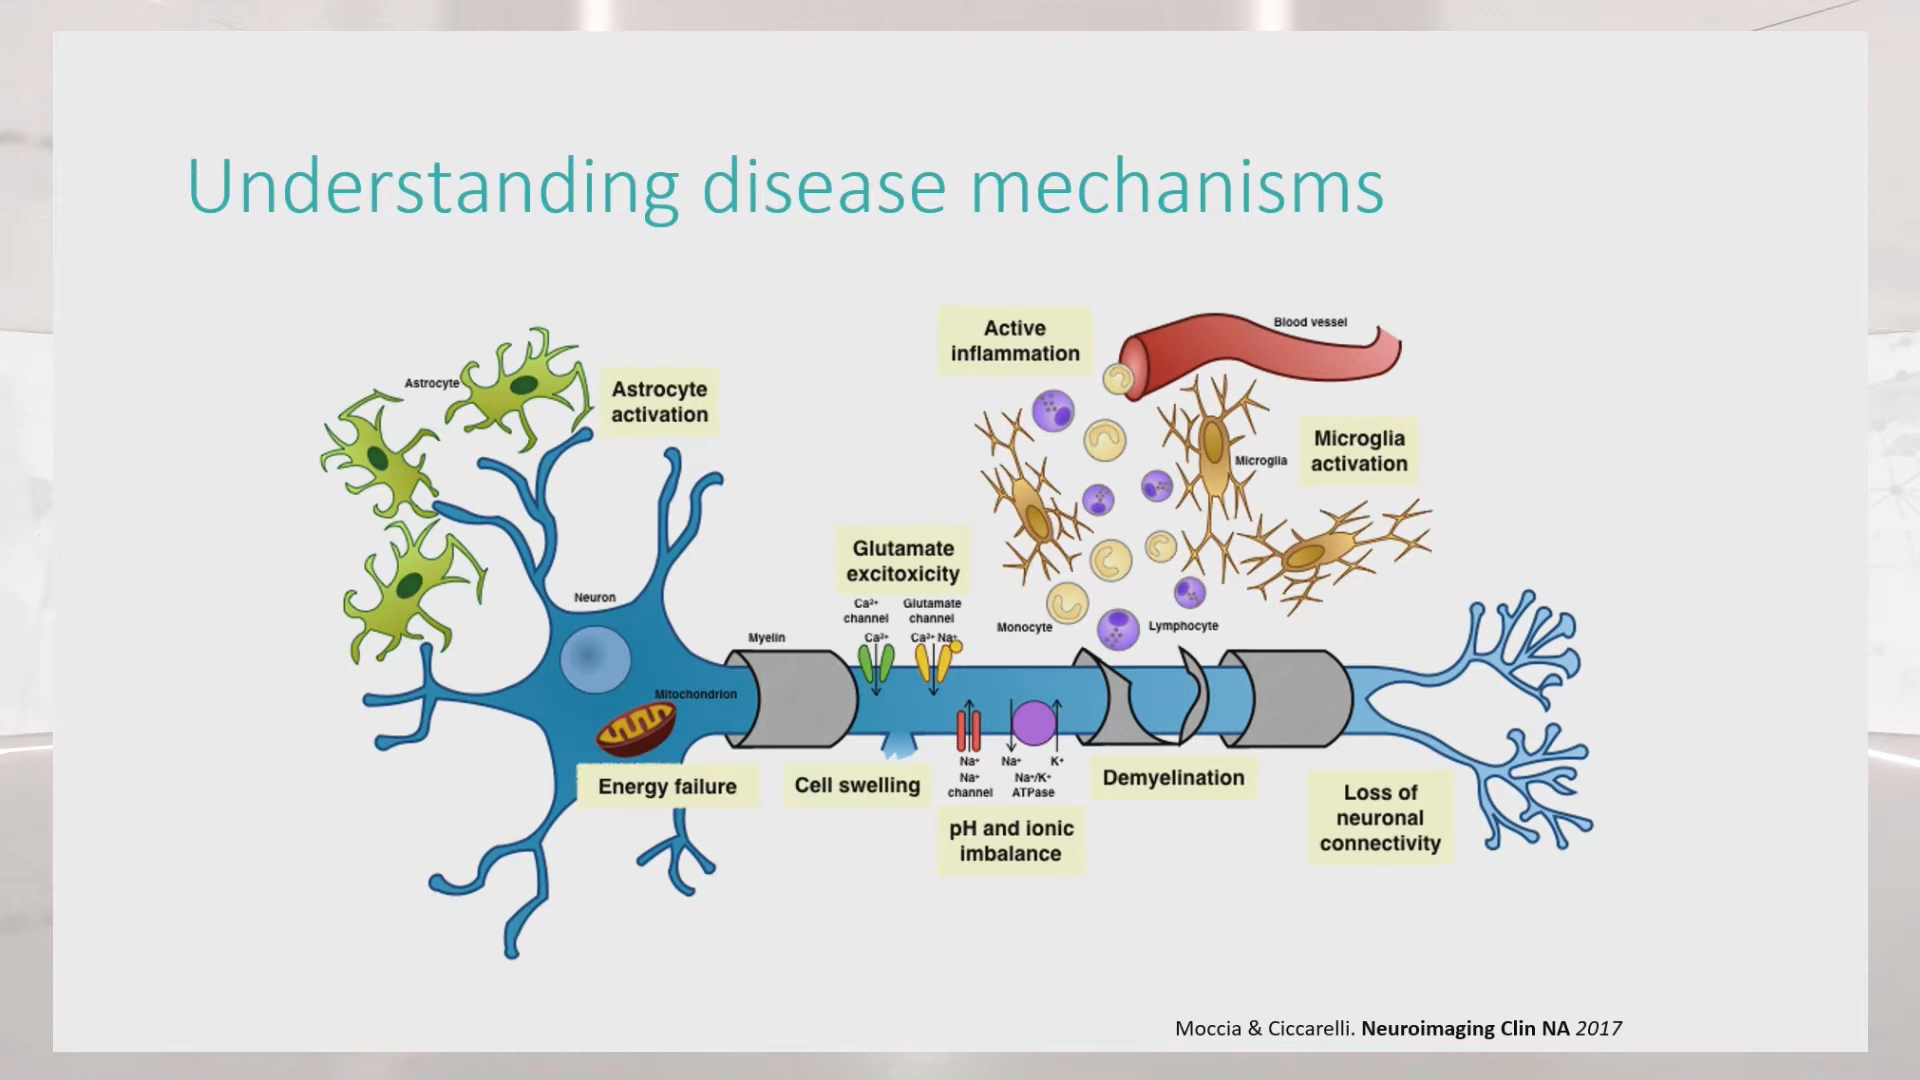 Understanding disease mechanisms
Active
inflammation
Blood vessel
Astrocyte
Astrocyte
activation
Microglia
Microglia
activation
Glutamate
excitoxicity
Ca²⁺
channel
Glutamate
channel
Ca²⁺
Ca²⁺ Na⁺
Neuron
Myelin
Monocyte
Lymphocyte
Mitochondrion
Energy failure
Cell swelling
Na⁺
Na⁺
channel
Na⁺
K⁺
Na⁺/K⁺
ATPase
Demyelination
pH and ionic
imbalance
Loss of
neuronal
connectivity
Moccia & Ciccarelli. Neuroimaging Clin NA 2017